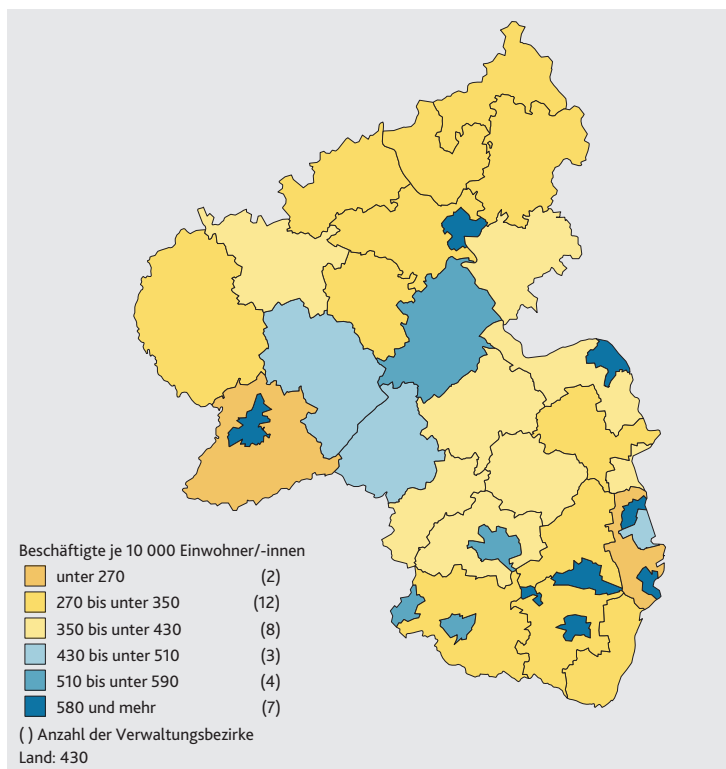 Beschäftigte je 10 000 Einwohner/-innen
unter 270 (2)
270 bis unter 350 (12)
350 bis unter 430 (8)
430 bis unter 510 (3)
510 bis unter 590 (4)
580 und mehr (7)
( ) Anzahl der Verwaltungsbezirke
Land: 430